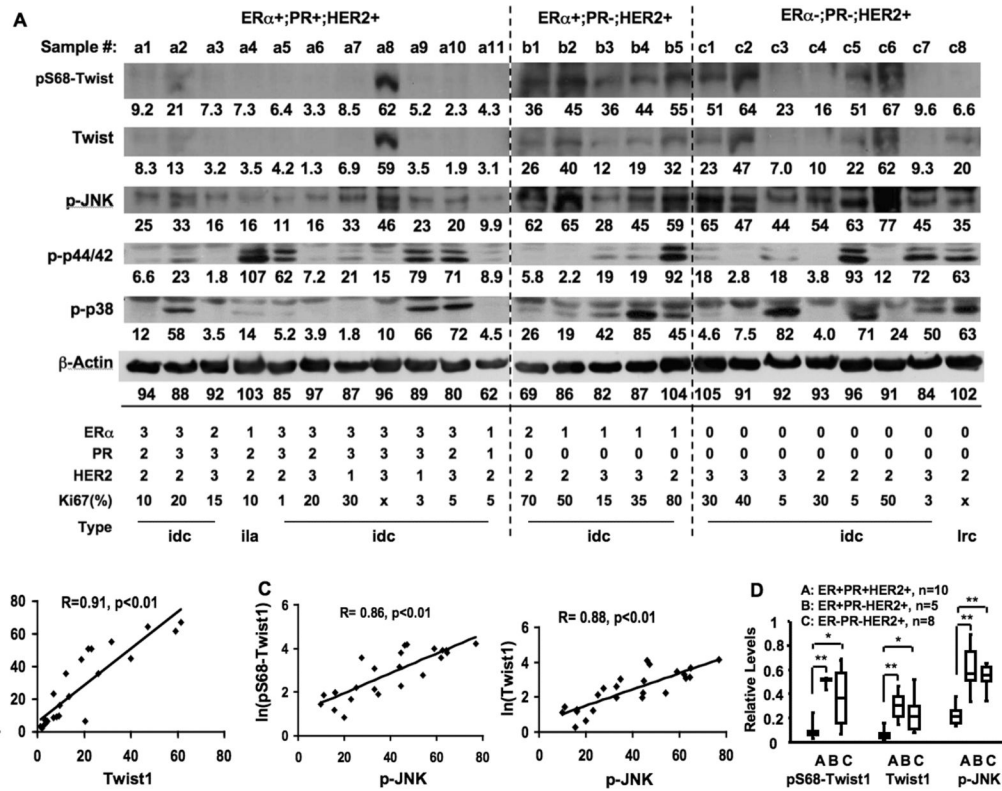 A
ERα+;PR+;HER2+ ERα+;PR-;HER2+ ERα-;PR-;HER2+
Sample #: a1 a2 a3 a4 a5 a6 a7 a8 a9 a10 a11 b1 b2 b3 b4 b5 c1 c2 c3 c4 c5 c6 c7 c8
pS68-Twist
9.2 21 7.3 7.3 6.4 3.3 8.5 62 5.2 2.3 4.3 36 45 36 44 55 51 64 23 16 51 67 9.6 6.6
Twist
8.3 13 3.2 3.5 4.2 1.3 6.9 59 3.5 1.9 3.1 26 40 12 19 32 23 47 7.0 10 22 62 9.3 20
p-JNK
25 33 16 16 11 16 33 46 23 20 9.9 62 65 28 45 59 65 47 44 54 63 77 45 35
p-p44/42
6.6 23 1.8 107 62 7.2 21 15 79 71 8.9 5.8 2.2 19 19 92 18 2.8 18 3.8 93 12 72 63
p-p38
12 58 3.5 14 5.2 3.9 1.8 10 66 72 4.5 26 19 42 85 45 4.6 7.5 82 4.0 71 24 50 63
β-Actin
94 88 92 103 85 97 87 96 89 80 62 69 86 82 87 104 105 91 92 93 96 91 84 102
ERα 3 3 2 1 3 3 3 3 3 3 1 2 1 1 1 1 0 0 0 0 0 0 0 0
PR 2 3 3 2 3 2 3 3 3 2 1 0 0 0 0 0 0 0 0 0 0 0 0 0
HER2 2 2 3 2 2 3 1 3 1 3 2 2 2 3 3 2 3 3 3 2 2 2 3 2
Ki67(%) 10 20 15 10 1 20 30 x 3 5 5 70 50 15 35 80 30 40 5 30 5 50 3 x
Type idc ila idc idc idc lrc
80
60
40
20
0
R=0.91, p<0.01
0 20 40 60 80
Twist1
C
ln(pS68-Twist1)
6
4
2
0
R= 0.86, p<0.01
0 20 40 60 80
p-JNK
ln(Twist1)
6
4
2
0
R= 0.88, p<0.01
0 20 40 60 80
p-JNK
D
A: ER+PR+HER2+, n=10
B: ER+PR-HER2+, n=5
C: ER-PR-HER2+, n=8
Relative Levels
1
0.8
0.6
0.4
0.2
0
* ** * ** ** **
A B C A B C A B C
pS68-Twist1 Twist1 p-JNK